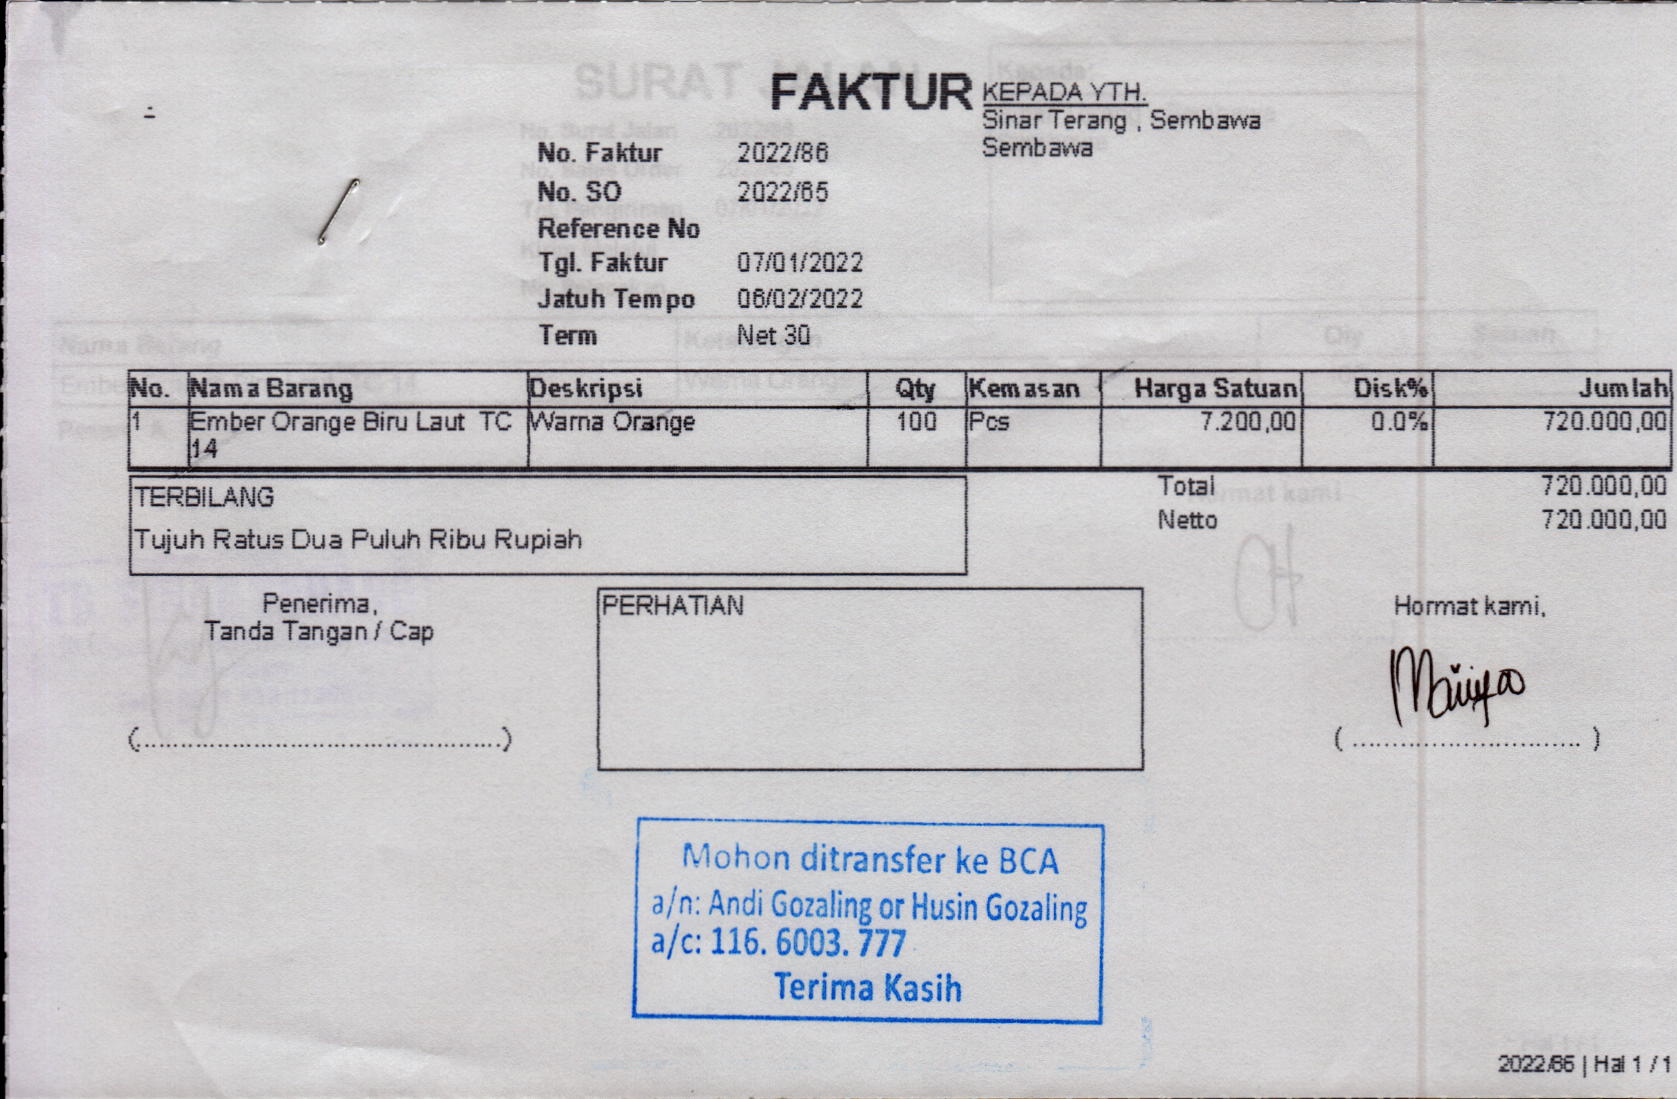 FAKTUR
KEPADA YTH.
Sinar Terang , Sembawa
Sembawa
No. Faktur 2022/86
No. SO 2022/65
Reference No
Tgl. Faktur 07/01/2022
Jatuh Tempo 06/02/2022
Term Net 30
No. Nama Barang Deskripsi Qty Kemasan Harga Satuan Disk% Jumlah
1 Ember Orange Biru Laut TC 14 Warna Orange 100 Pcs 7.200,00 0.0% 720.000,00
Total 720.000,00
Netto 720.000,00
TERBILANG
Tujuh Ratus Dua Puluh Ribu Rupiah
Penerima,
Tanda Tangan / Cap
PERHATIAN
Hormat kami,
Mohon ditransfer ke BCA
a/n: Andi Gozaling or Husin Gozaling
a/c: 116. 6003. 777
Terima Kasih
2022/86 | Hal 1 / 1